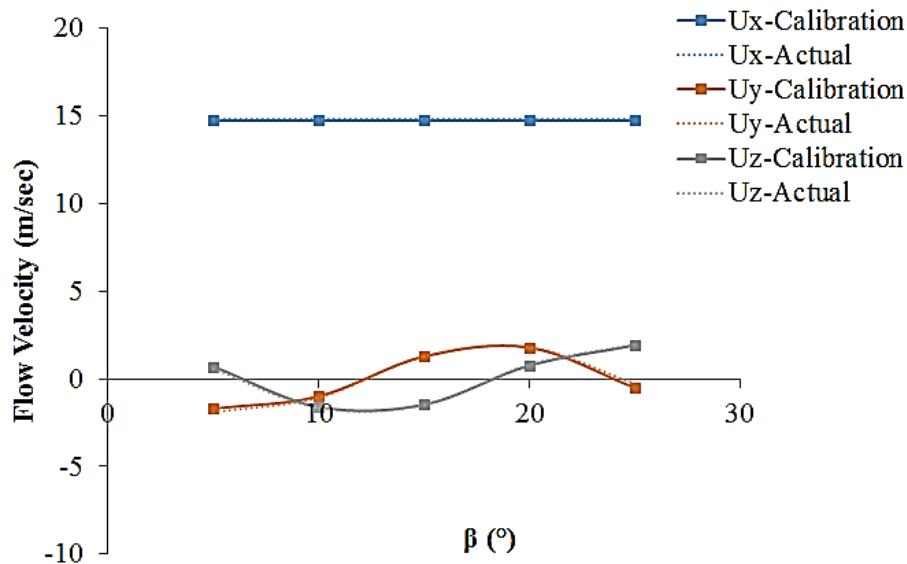 20
15
10
5
0
-5
-10
0
10
20
30
Flow Velocity (m/sec)
β (°)
Ux-Calibration
Ux-Actual
Uy-Calibration
Uy-Actual
Uz-Calibration
Uz-Actual